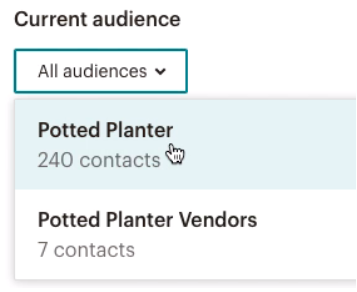 Current audience
All audiences
Potted Planter
240 contacts
Potted Planter Vendors
7 contacts